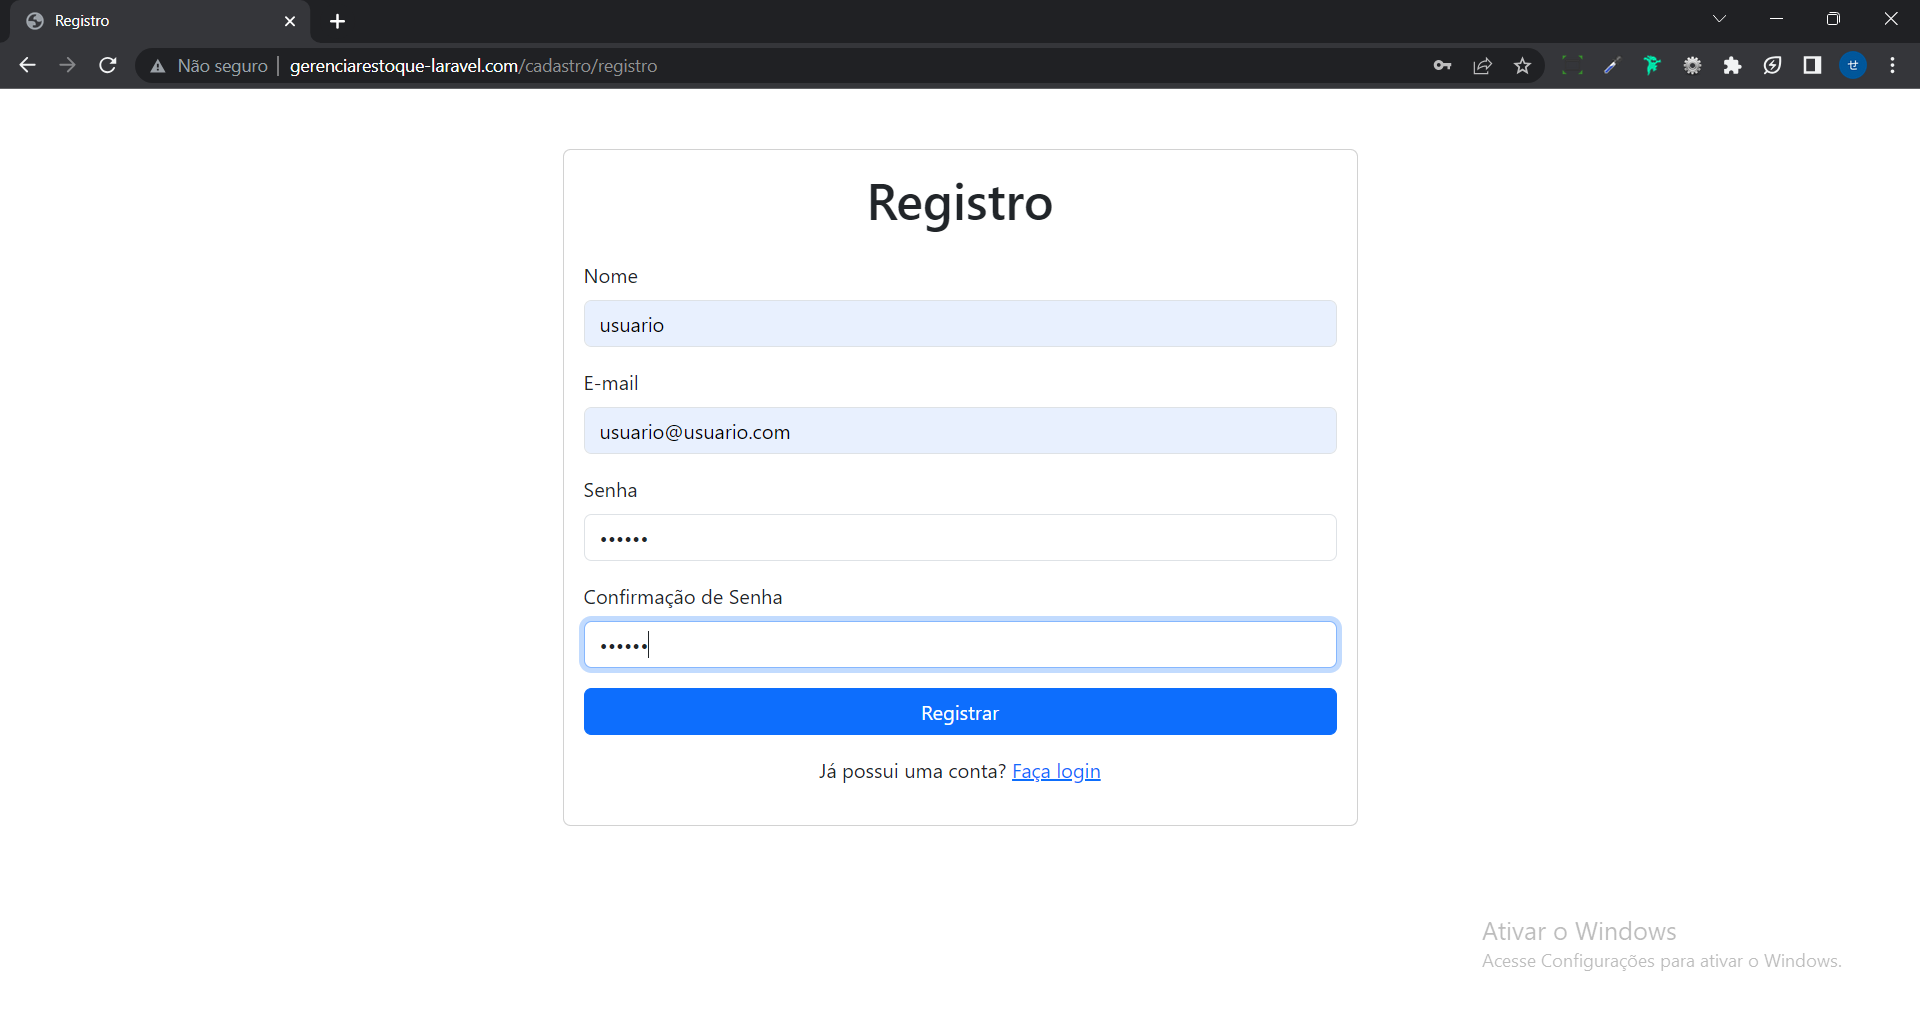 Registro
Não seguro | gerenciarestoque-laravel.com/cadastro/registro
세
Registro
Nome
usuario
E-mail
usuario@usuario.com
Senha
••••••
Confirmação de Senha
••••••
Registrar
Já possui uma conta? Faça login
Ativar o Windows
Acesse Configurações para ativar o Windows.